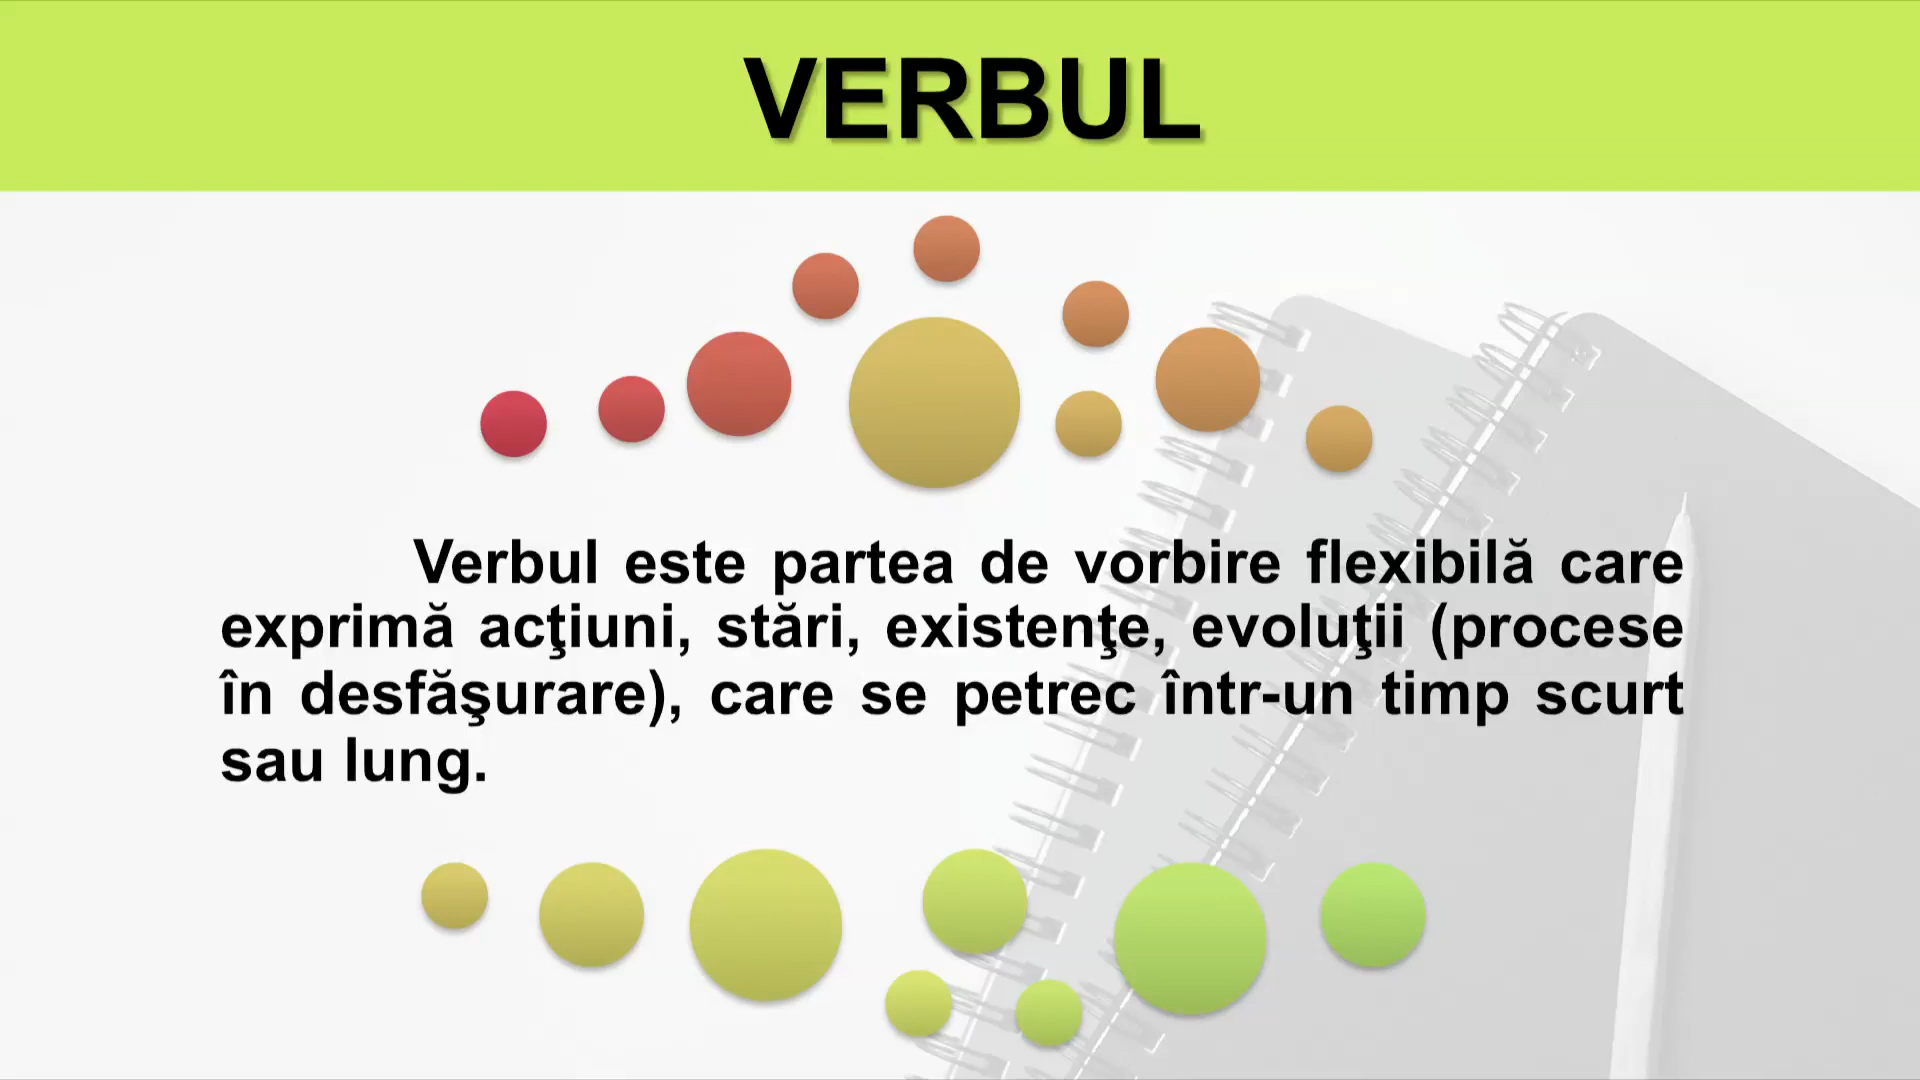 VERBUL
Verbul este partea de vorbire flexibilă care
exprimă acţiuni, stări, existenţe, evoluţii (procese
în desfăşurare), care se petrec într-un timp scurt
sau lung.